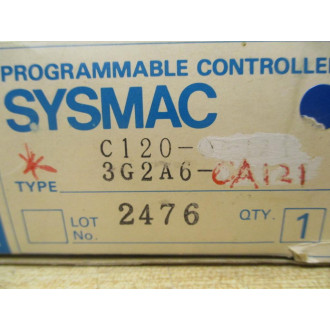 PROGRAMMABLE CONTROLLE
SYSMAC
C120-
TYPE 3G2A6-CA121
LOT No. 2476 QTY. 1